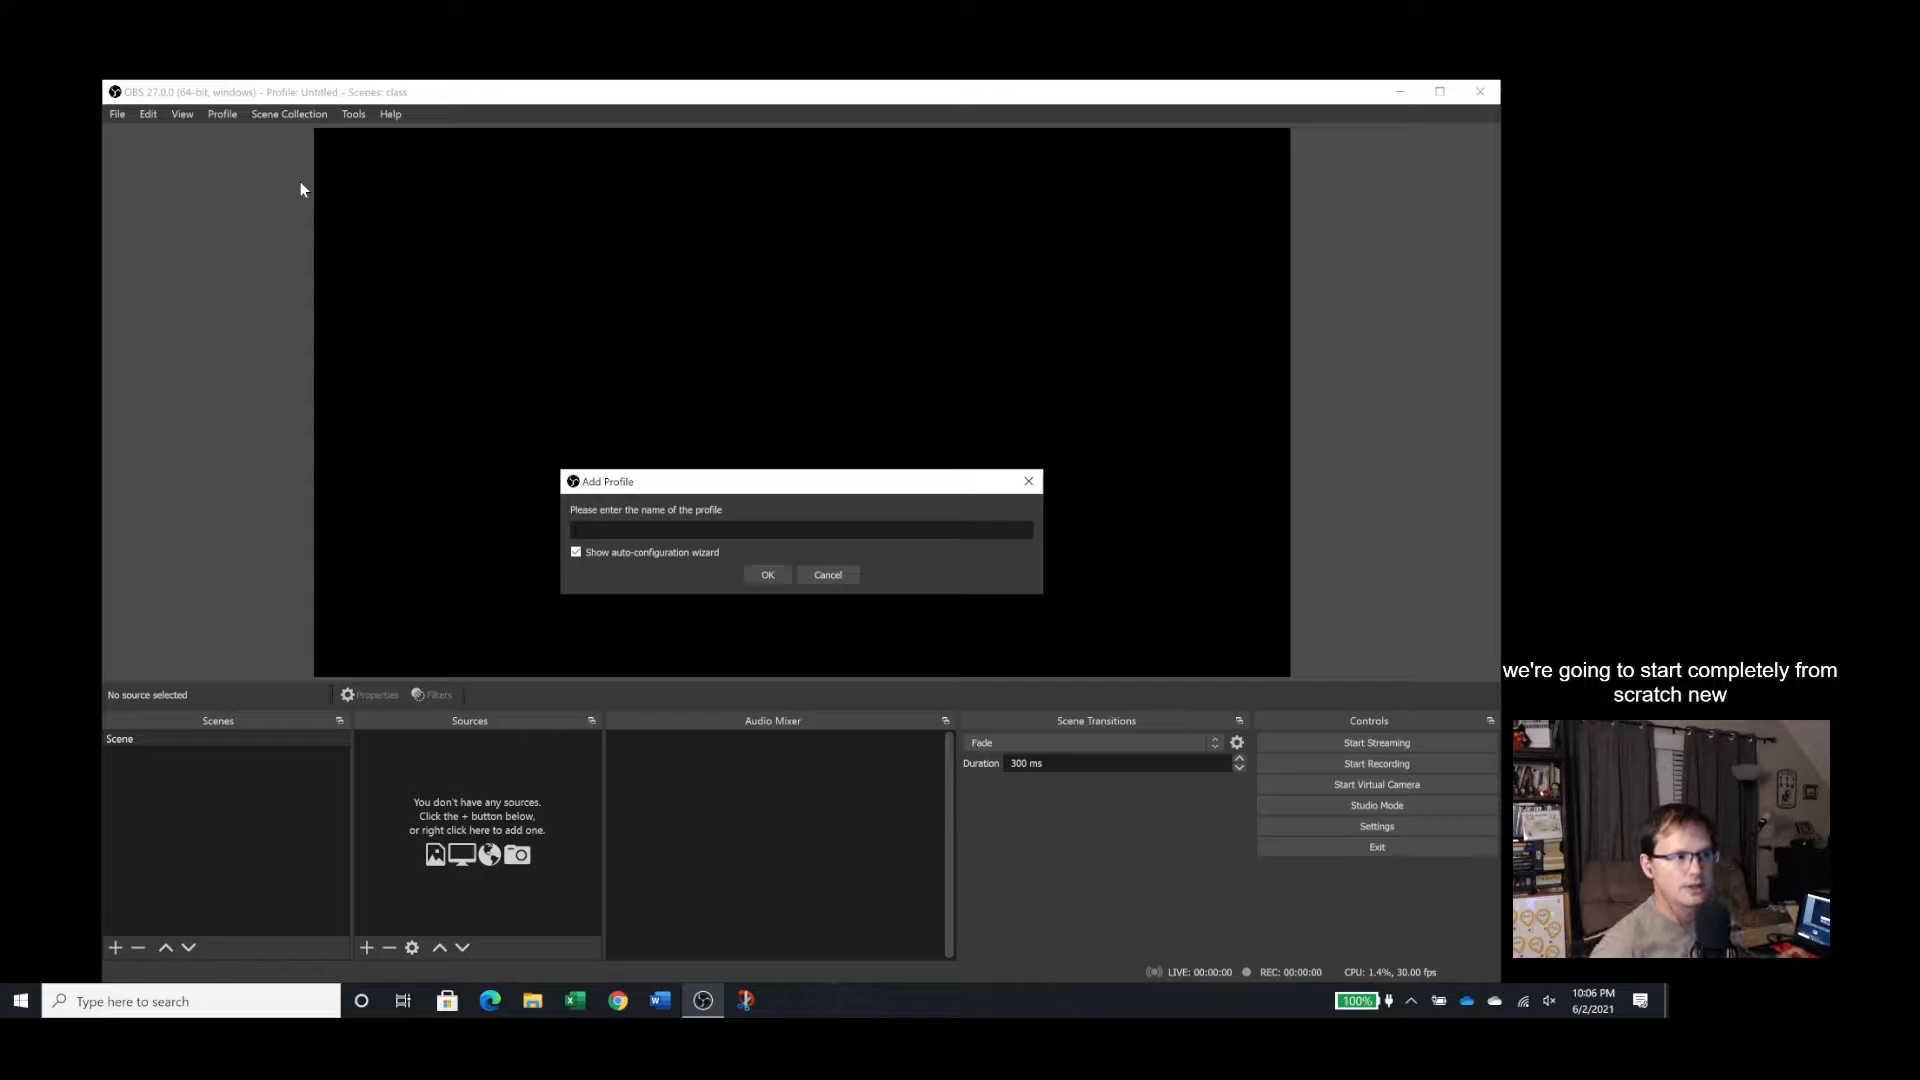 OBS 27.0.0 (64-bit, windows) - Profile: Untitled - Scenes: class
File Edit View Profile Scene Collection Tools Help
Add Profile
Please enter the name of the profile
Show auto-configuration wizard
OK Cancel
we're going to start completely from
scratch new
No source selected Properties Filters
Scenes Sources Audio Mixer Scene Transitions Controls
Scene
You don't have any sources.
Click the + button below,
or right click here to add one.
Fade
Duration 300 ms
Start Streaming
Start Recording
Start Virtual Camera
Studio Mode
Settings
Exit
LIVE: 00:00:00 REC: 00:00:00 CPU: 1.4%, 30.00 fps
Type here to search
100%
10:06 PM
6/2/2021